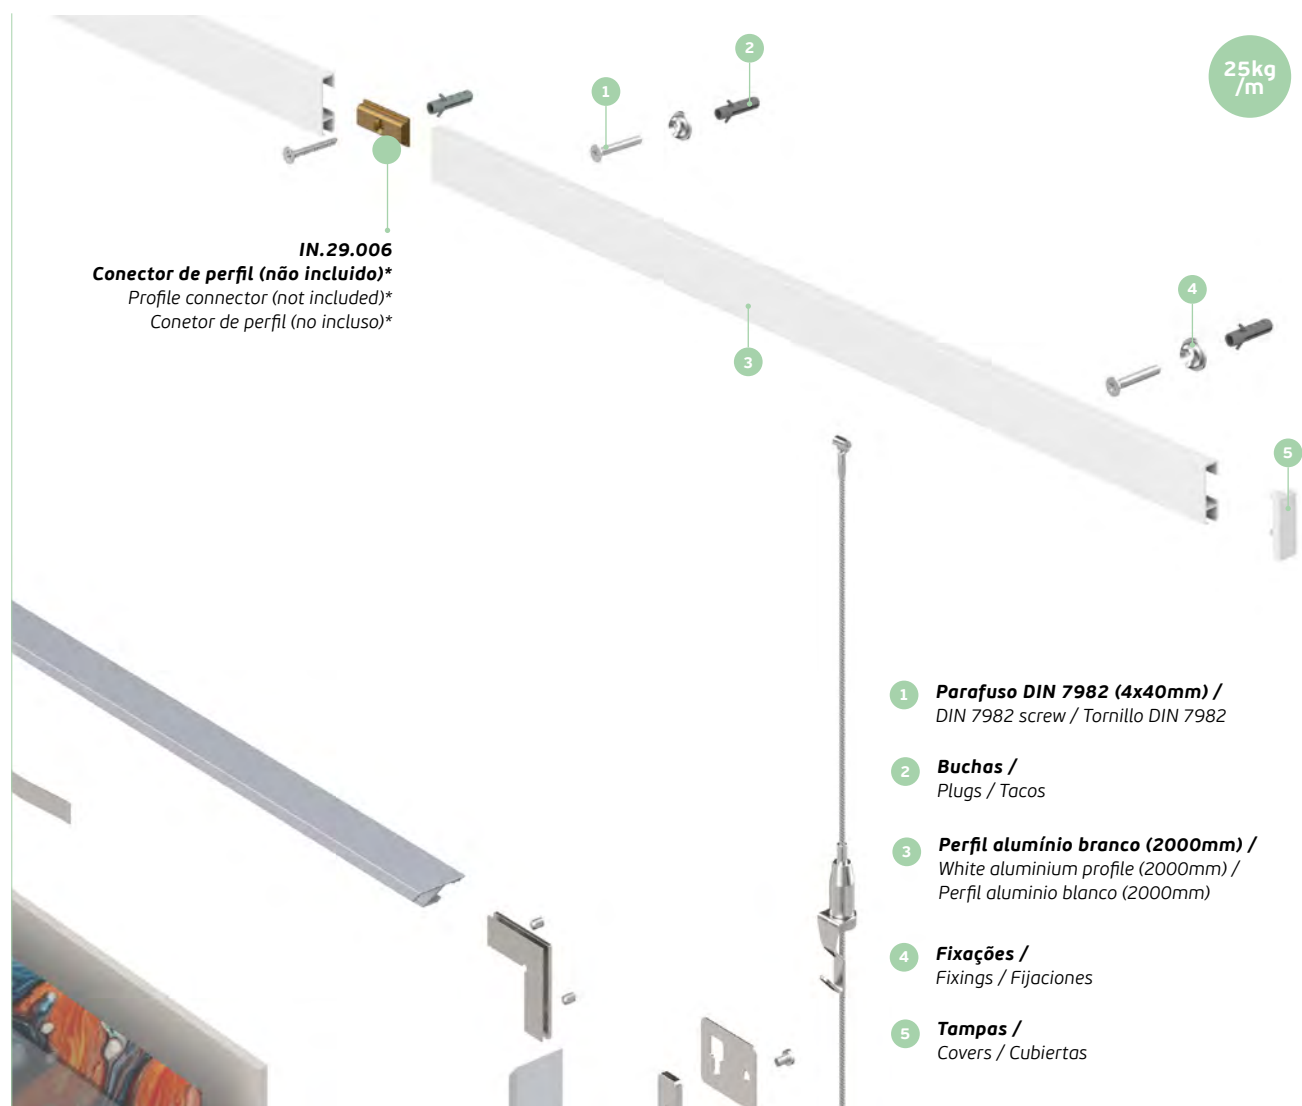 2
25kg
/m
1
IN.29.006
Conector de perfil (não incluido)*
Profile connector (not included)*
Conetor de perfil (no incluso)*
4
3
5
1 Parafuso DIN 7982 (4x40mm) /
DIN 7982 screw / Tornillo DIN 7982
2 Buchas /
Plugs / Tacos
3 Perfil alumínio branco (2000mm) /
White aluminium profile (2000mm) /
Perfil aluminio blanco (2000mm)
4 Fixações /
Fixings / Fijaciones
5 Tampas /
Covers / Cubiertas